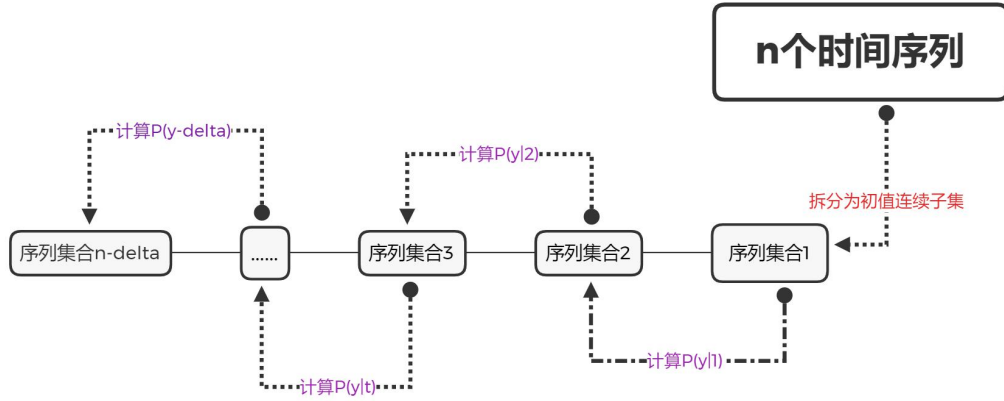 n个时间序列
计算P(y-delta)
计算P(y|2)
拆分为初值连续子集
序列集合n-delta
......
序列集合3
序列集合2
序列集合1
计算P(y|t)
计算P(y|1)